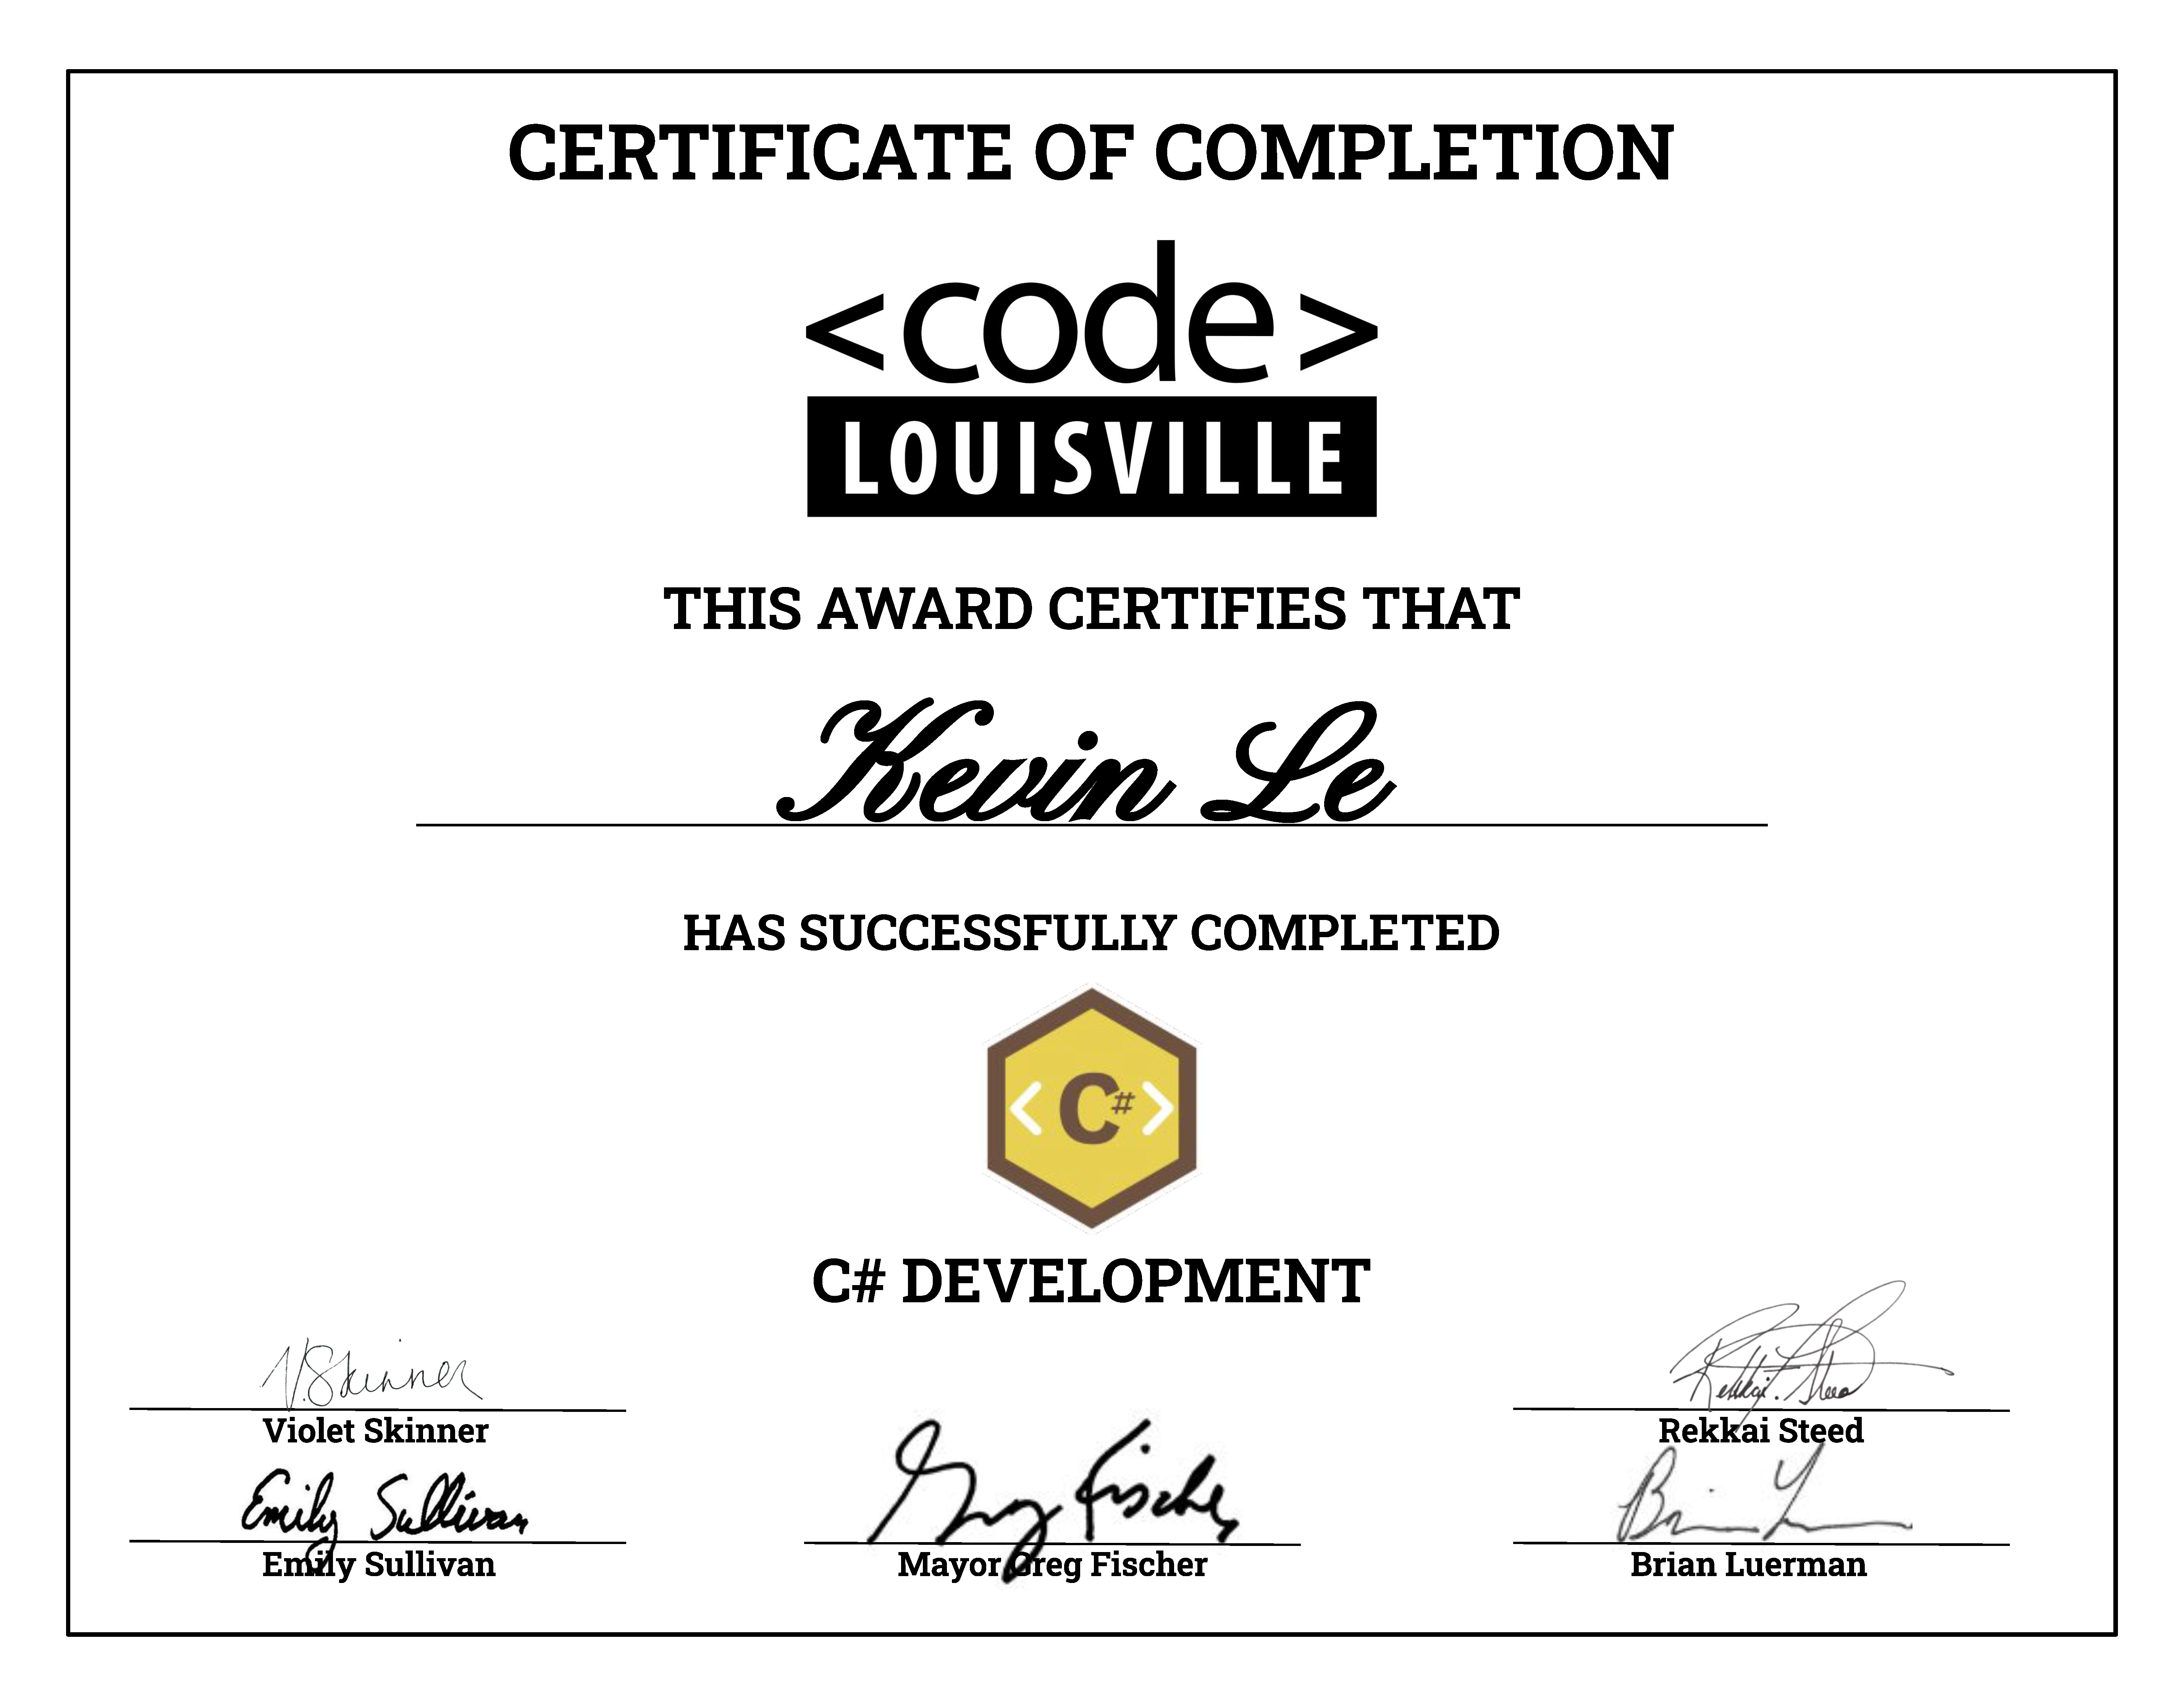 CERTIFICATE OF COMPLETION
<code>
LOUISVILLE
THIS AWARD CERTIFIES THAT
Kevin Le
HAS SUCCESSFULLY COMPLETED
<C#>
C# DEVELOPMENT
V.Skinner
Violet Skinner
Emily Sullivan
Emily Sullivan
Greg Fischer
Mayor Greg Fischer
Rekkai Steed
Rekkai Steed
Brian L
Brian Luerman